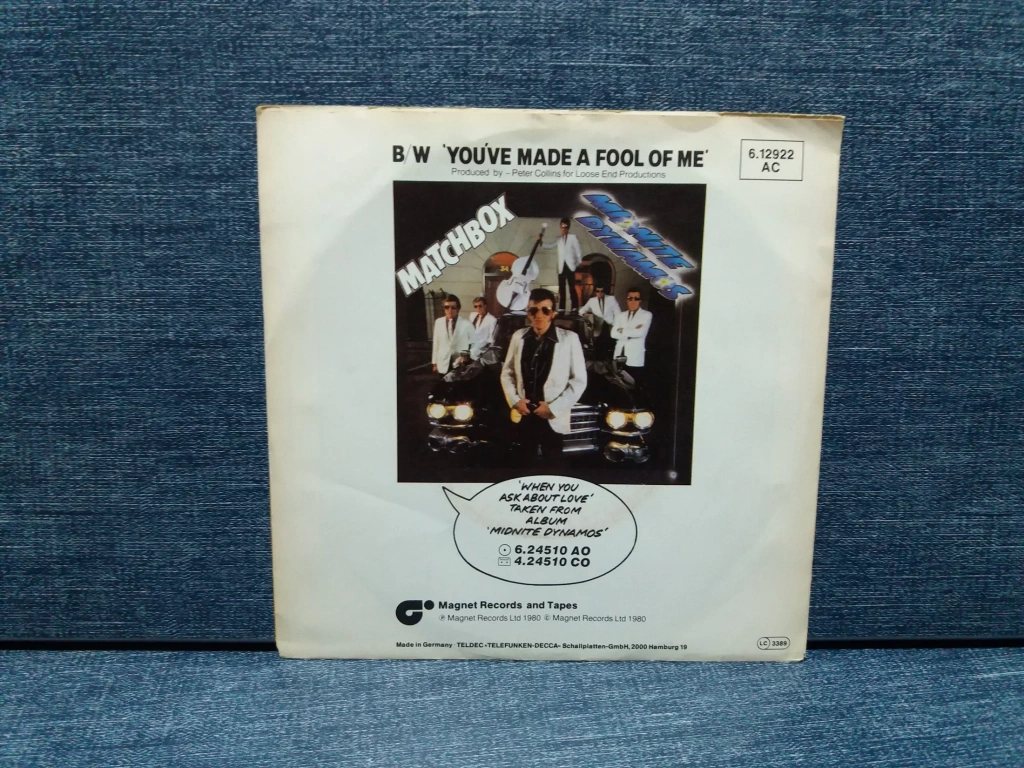 B/W 'YOU'VE MADE A FOOL OF ME'
Produced by – Peter Collins for Loose End Productions
6.12922
AC
MATCHBOX
MIDNITE
DYNAMOS
34
'WHEN YOU
ASK ABOUT LOVE'
TAKEN FROM
ALBUM
'MIDNITE DYNAMOS'
6.24510 AO
4.24510 CO
Magnet Records and Tapes
℗ Magnet Records Ltd 1980 © Magnet Records Ltd 1980
Made in Germany · TELDEC »TELEFUNKEN-DECCA« Schallplatten-GmbH, 2000 Hamburg 19
LC 3389